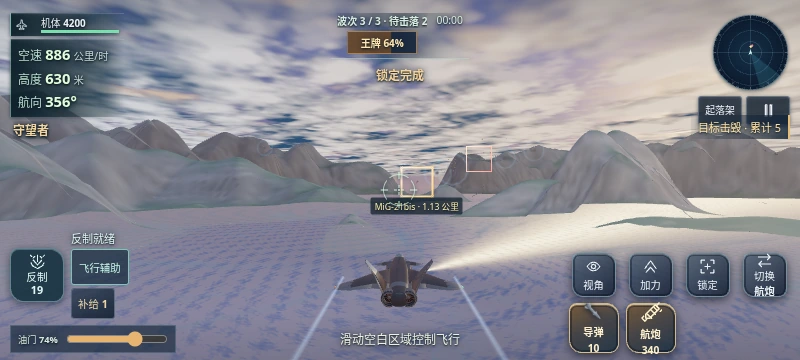 机体 4200
波次 3 / 3 · 待击落 2 00:00
王牌 64%
空速 886 公里/时
高度 630 米
航向 356°
锁定完成
守望者
起落架
目标击毁 · 累计 5
MiG-21bis · 1.13 公里
反制就绪
反制
19
飞行辅助
补给 1
视角
加力
锁定
切换
航炮
导弹
10
航炮
340
油门 74%
滑动空白区域控制飞行